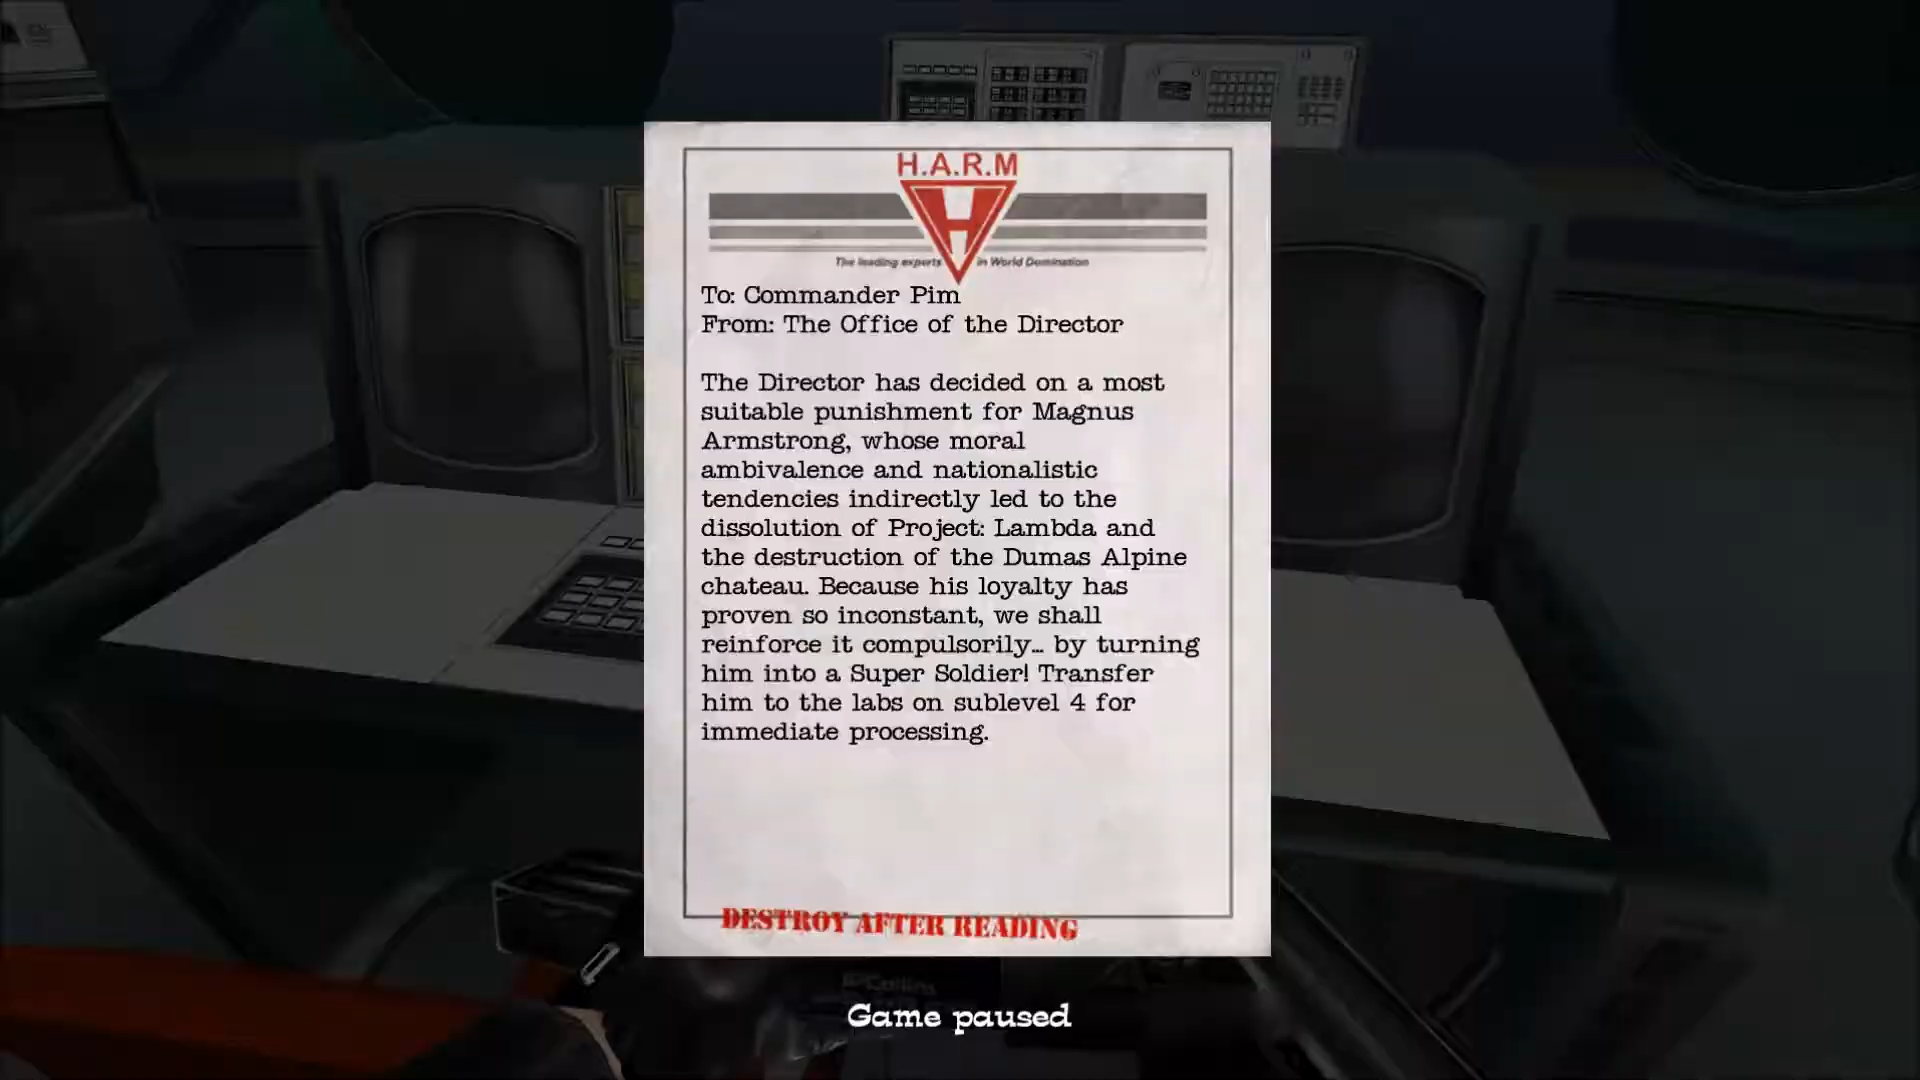 H.A.R.M
The leading experts in World Domination
To: Commander Pim
From: The Office of the Director
The Director has decided on a most
suitable punishment for Magnus
Armstrong, whose moral
ambivalence and nationalistic
tendencies indirectly led to the
dissolution of Project: Lambda and
the destruction of the Dumas Alpine
chateau. Because his loyalty has
proven so inconstant, we shall
reinforce it compulsorily… by turning
him into a Super Soldier! Transfer
him to the labs on sublevel 4 for
immediate processing.
DESTROY AFTER READING
Game paused